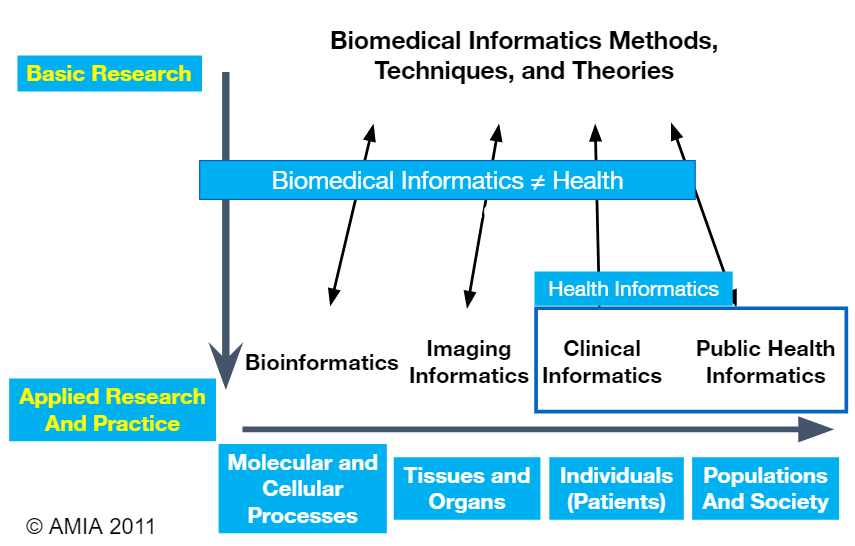 Biomedical Informatics Methods,
Techniques, and Theories
Basic Research
Biomedical Informatics ≠ Health
Health Informatics
Bioinformatics
Imaging
Informatics
Clinical
Informatics
Public Health
Informatics
Applied Research
And Practice
Molecular and
Cellular
Processes
Tissues and
Organs
Individuals
(Patients)
Populations
And Society
© AMIA 2011